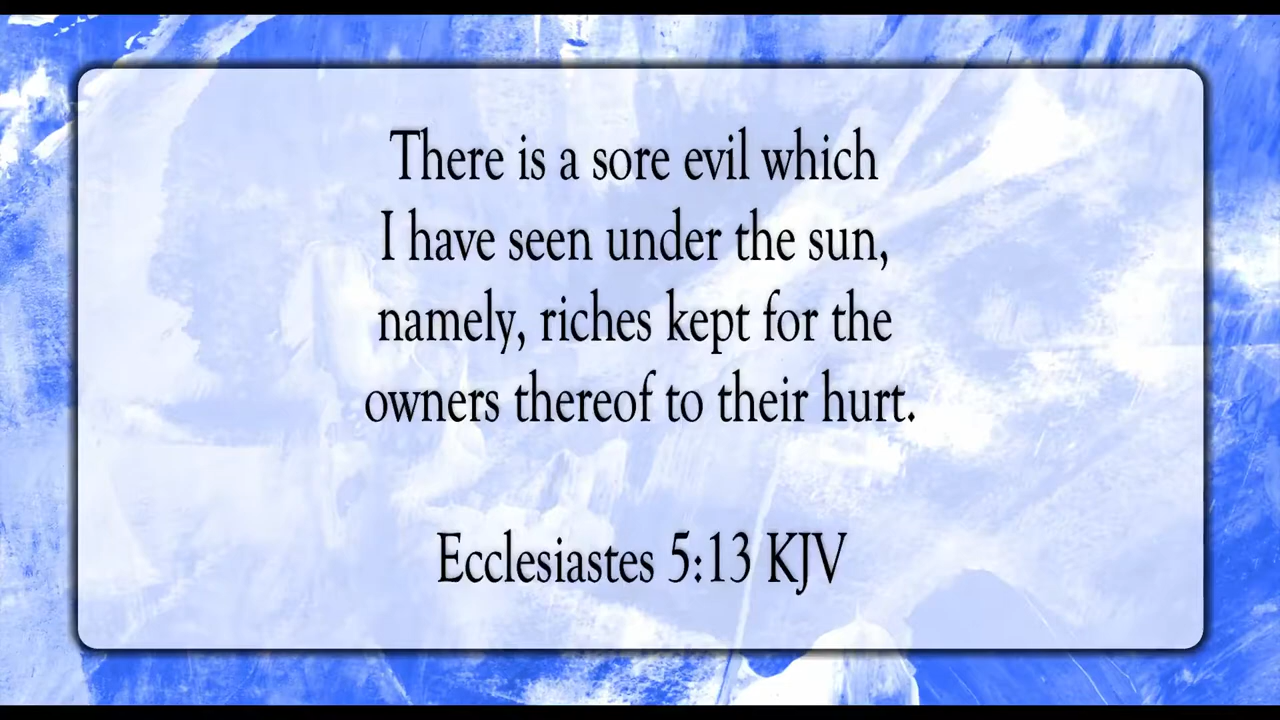 There is a sore evil which
I have seen under the sun,
namely, riches kept for the
owners thereof to their hurt.
Ecclesiastes 5:13 KJV